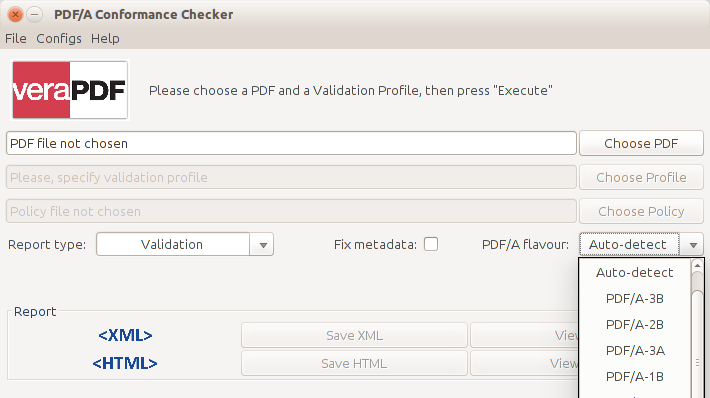 PDF/A Conformance Checker
File Configs Help
veraPDF
Please choose a PDF and a Validation Profile, then press "Execute"
PDF file not chosen Choose PDF
Please, specify validation profile Choose Profile
Policy file not chosen Choose Policy
Report type: Validation Fix metadata: PDF/A flavour: Auto-detect
Auto-detect
PDF/A-3B
PDF/A-2B
PDF/A-3A
PDF/A-1B
Report
<XML> Save XML View
<HTML> Save HTML View